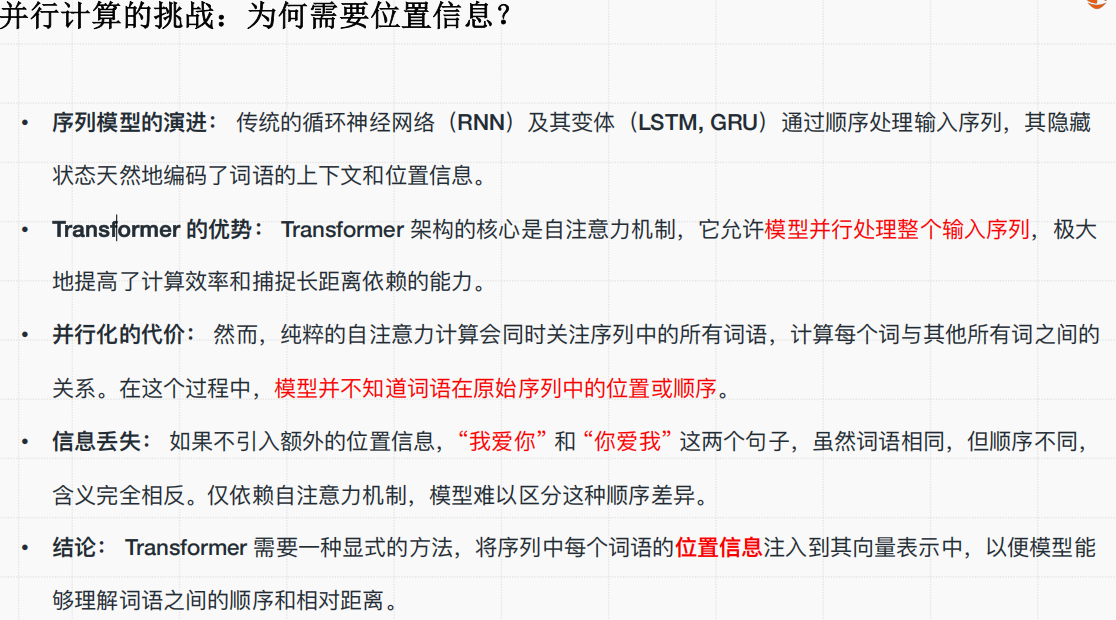 并行计算的挑战：为何需要位置信息？
• 序列模型的演进： 传统的循环神经网络（RNN）及其变体（LSTM, GRU）通过顺序处理输入序列，其隐藏
状态天然地编码了词语的上下文和位置信息。
• Transformer 的优势： Transformer 架构的核心是自注意力机制，它允许模型并行处理整个输入序列，极大
地提高了计算效率和捕捉长距离依赖的能力。
• 并行化的代价： 然而，纯粹的自注意力计算会同时关注序列中的所有词语，计算每个词与其他所有词之间的
关系。在这个过程中，模型并不知道词语在原始序列中的位置或顺序。
• 信息丢失： 如果不引入额外的位置信息，“我爱你” 和 “你爱我” 这两个句子，虽然词语相同，但顺序不同，
含义完全相反。仅依赖自注意力机制，模型难以区分这种顺序差异。
• 结论： Transformer 需要一种显式的方法，将序列中每个词语的位置信息注入到其向量表示中，以便模型能
够理解词语之间的顺序和相对距离。